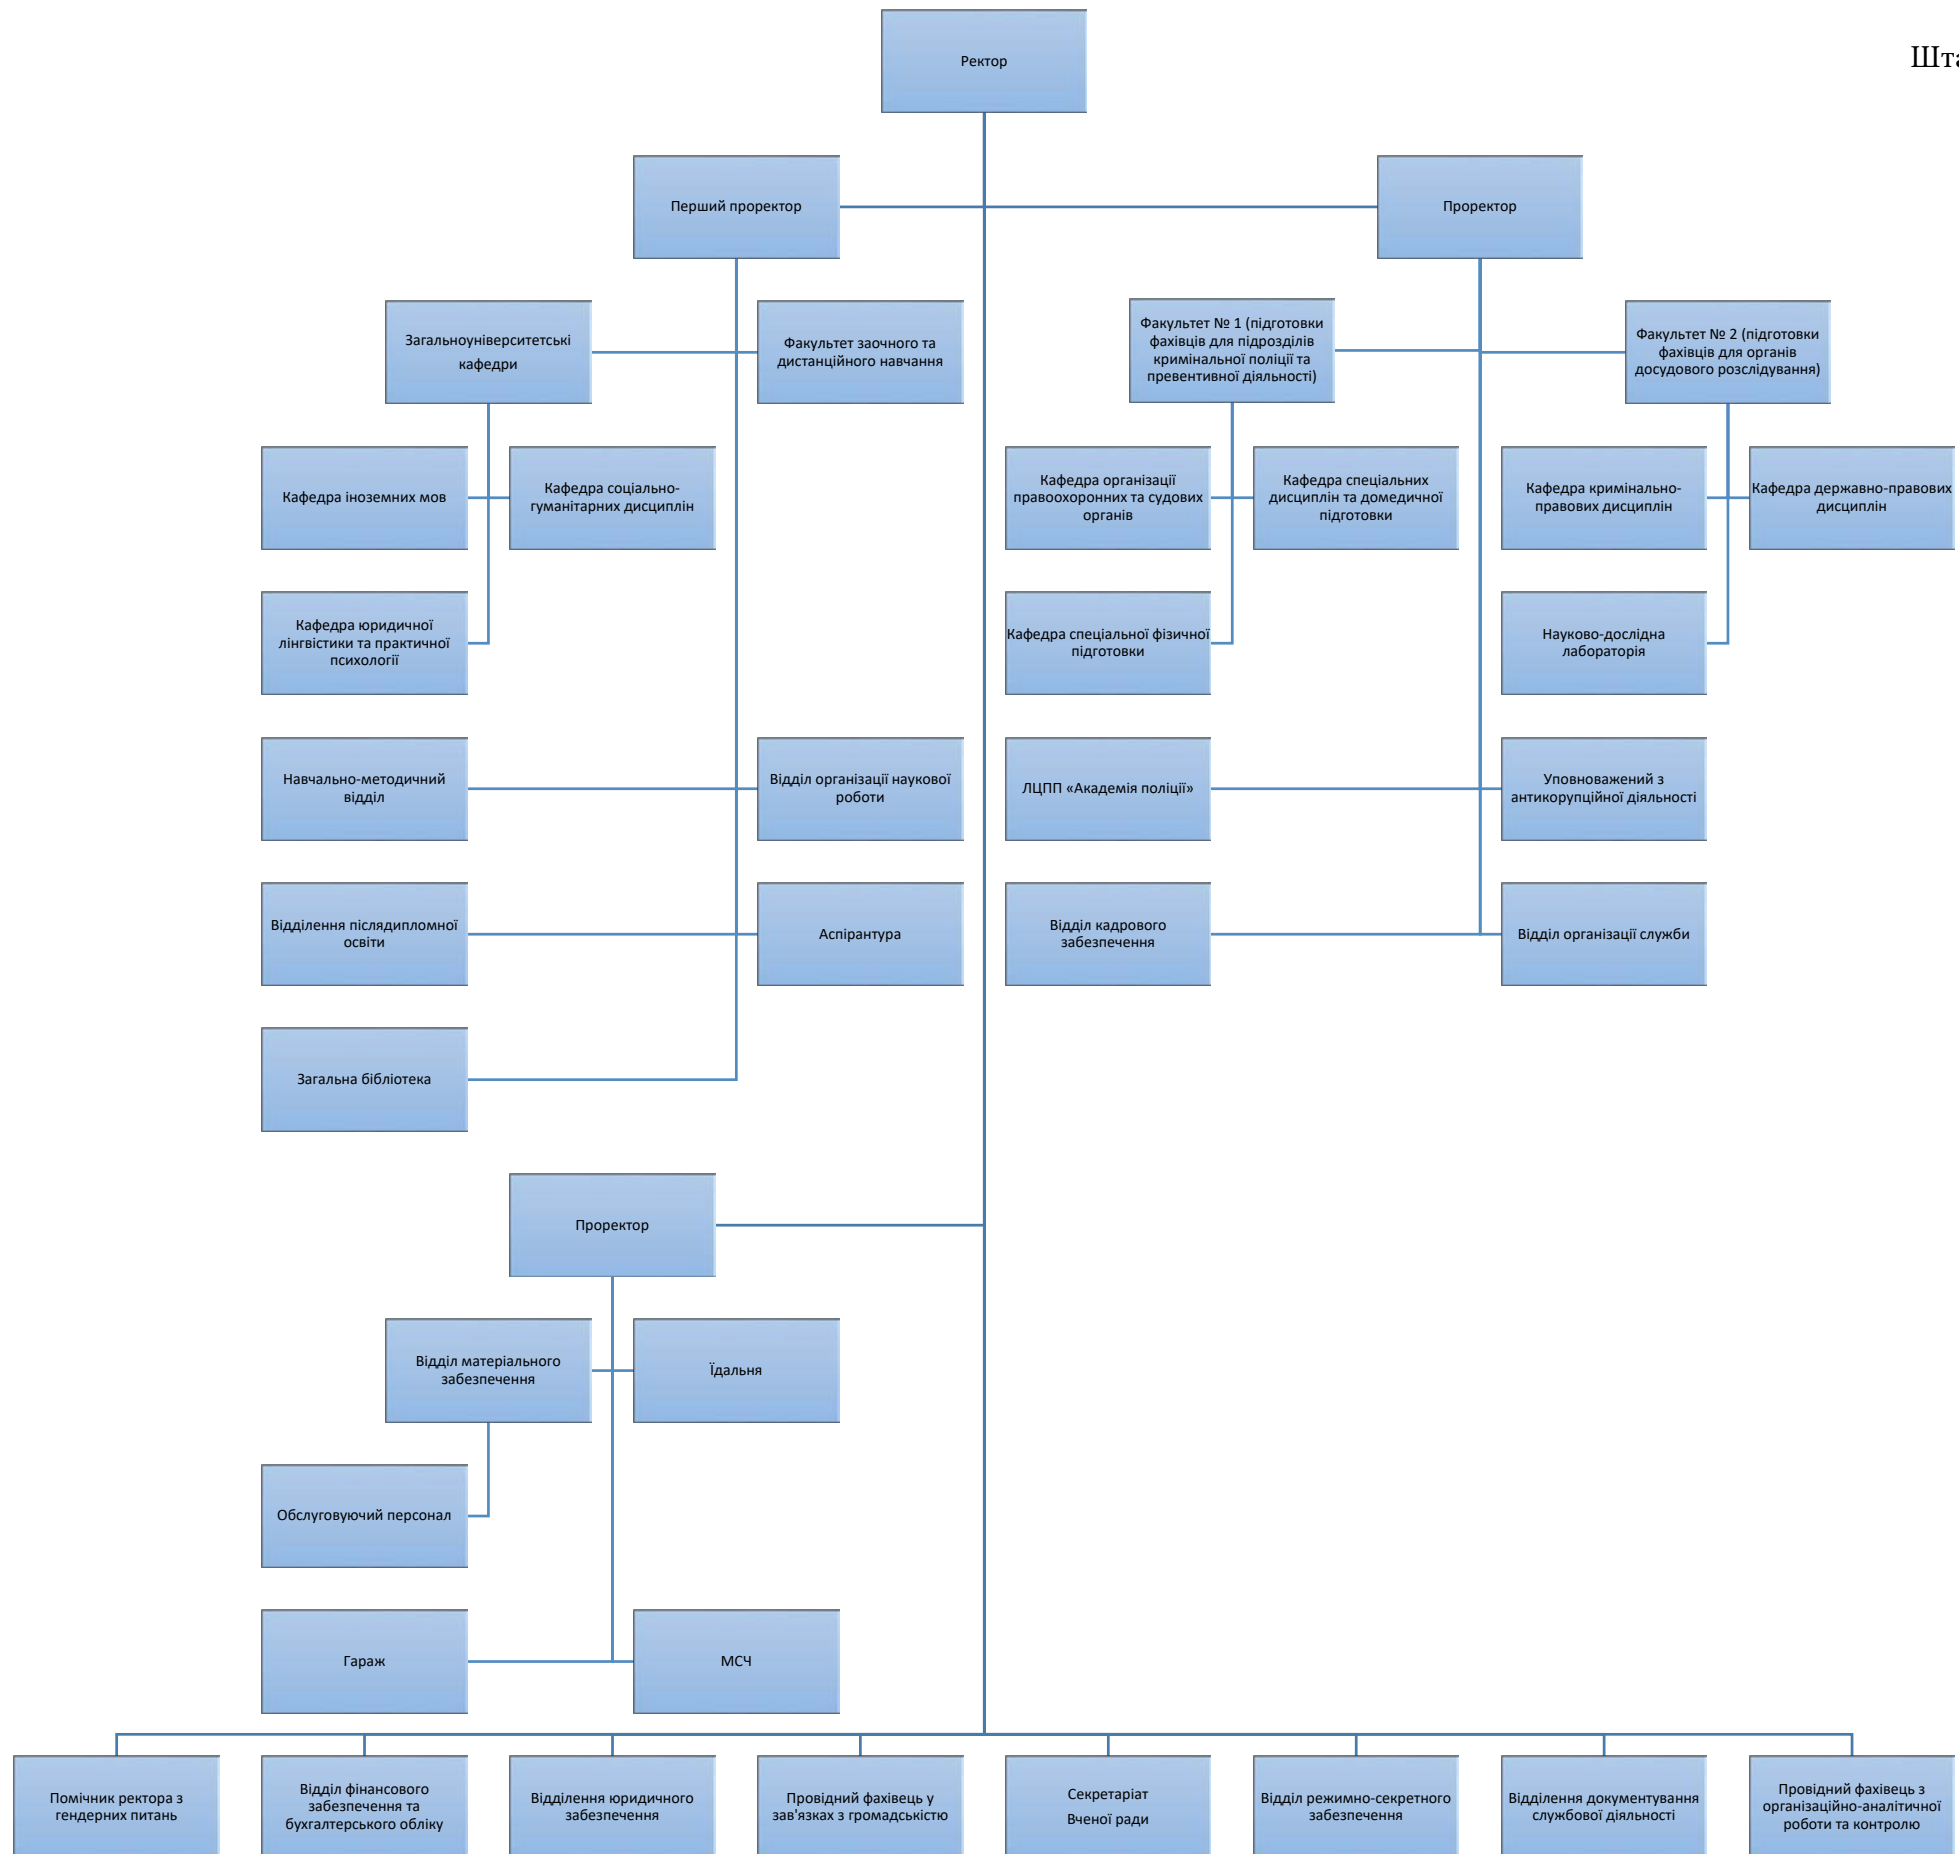 Ректор
Шта
Перший проректор
Проректор
Загальноуніверситетські
кафедри
Факультет заочного та
дистанційного навчання
Факультет № 1 (підготовки
фахівців для підрозділів
кримінальної поліції та
превентивної діяльності)
Факультет № 2 (підготовки
фахівців для органів
досудового розслідування)
Кафедра іноземних мов
Кафедра соціально-
гуманітарних дисциплін
Кафедра організації
правоохоронних та судових
органів
Кафедра спеціальних
дисциплін та домедичної
підготовки
Кафедра кримінально-
правових дисциплін
Кафедра державно-правових
дисциплін
Кафедра юридичної
лінгвістики та практичної
психології
Кафедра спеціальної фізичної
підготовки
Науково-дослідна
лабораторія
Навчально-методичний
відділ
Відділ організації наукової
роботи
ЛЦПП «Академія поліції»
Уповноважений з
антикорупційної діяльності
Відділення післядипломної
освіти
Аспірантура
Відділ кадрового
забезпечення
Відділ організації служби
Загальна бібліотека
Проректор
Відділ матеріального
забезпечення
Їдальня
Обслуговуючий персонал
Гараж
МСЧ
Помічник ректора з
гендерних питань
Відділ фінансового
забезпечення та
бухгалтерського обліку
Відділення юридичного
забезпечення
Провідний фахівець у
зав'язках з громадськістю
Секретаріат
Вченої ради
Відділ режимно-секретного
забезпечення
Відділення документування
службової діяльності
Провідний фахівець з
організаційно-аналітичної
роботи та контролю